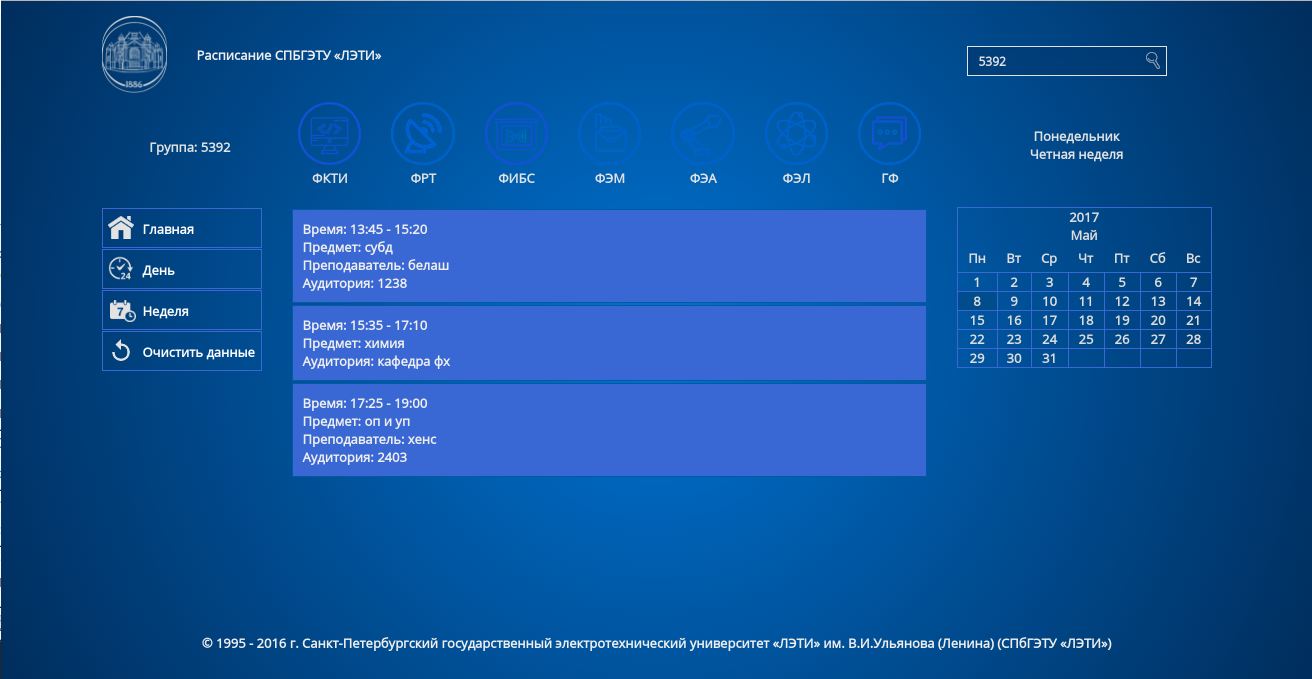 1886
Расписание СПБГЭТУ «ЛЭТИ»
5392
Группа: 5392
ФКТИ
ФРТ
ФИБС
ФЭМ
ФЭА
ФЭЛ
ГФ
Понедельник
Четная неделя
Главная
24
День
7
Неделя
Очистить данные
Время: 13:45 - 15:20
Предмет: субд
Преподаватель: белаш
Аудитория: 1238
Время: 15:35 - 17:10
Предмет: химия
Аудитория: кафедра фх
Время: 17:25 - 19:00
Предмет: оп и уп
Преподаватель: хенс
Аудитория: 2403
2017
Май
Пн Вт Ср Чт Пт Сб Вс
1 2 3 4 5 6 7
8 9 10 11 12 13 14
15 16 17 18 19 20 21
22 23 24 25 26 27 28
29 30 31
© 1995 - 2016 г. Санкт-Петербургский государственный электротехнический университет «ЛЭТИ» им. В.И.Ульянова (Ленина) (СПбГЭТУ «ЛЭТИ»)